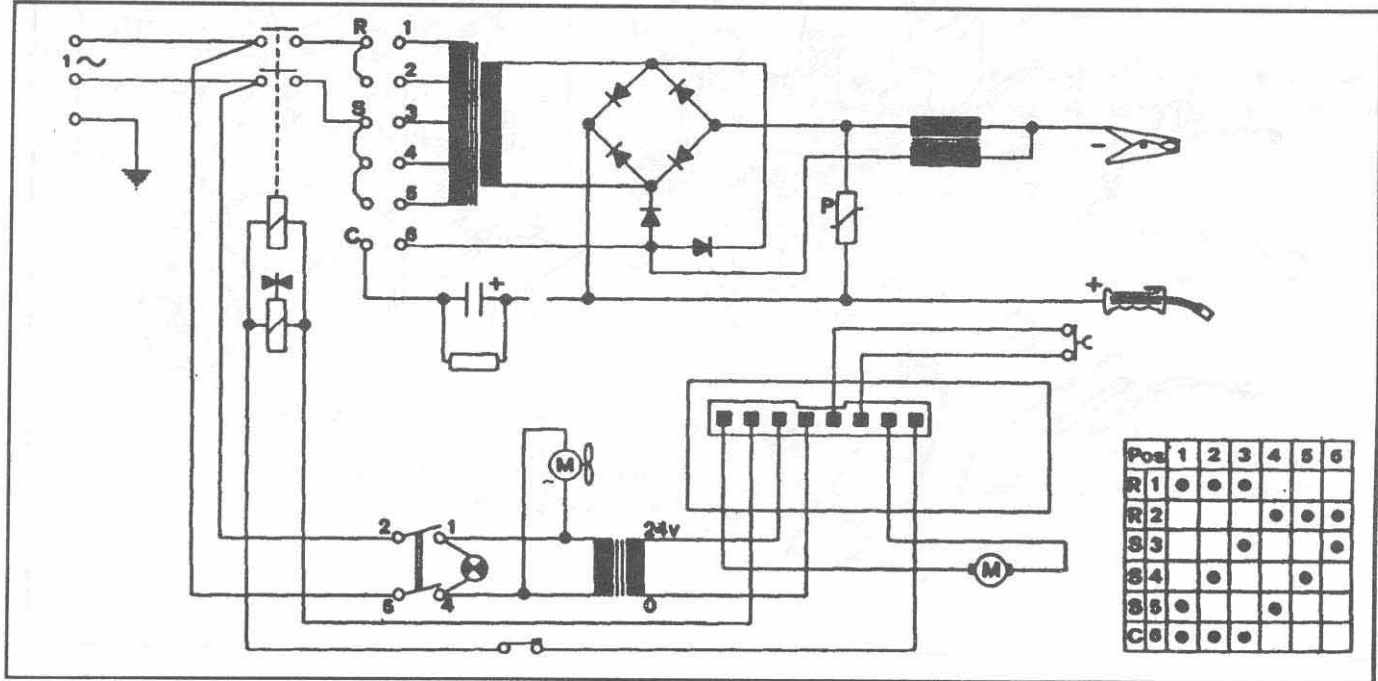 1~
R 1
2
S 3
4
5
C 6
+
P
-
+
M
~
2 1
24v
5 4
0
M
Pos 1 2 3 4 5 6
R 1 ● ● ●
R 2 ● ● ●
S 3 ● ●
S 4 ● ●
S 5 ● ●
C 6 ● ● ●